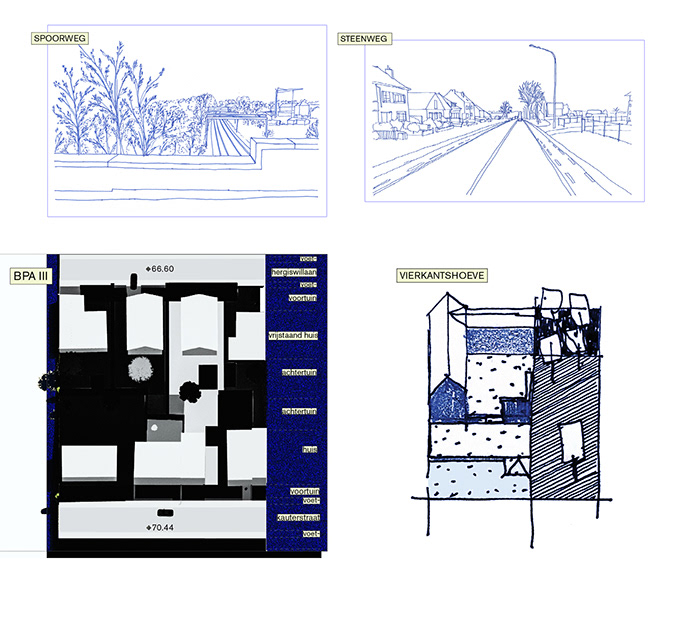 SPOORWEG
STEENWEG
BPA III
66.60
voet-
hergiswillaan
voet-
voortuin
vrijstaand huis
achtertuin
achtertuin
huis
voortuin
voet-
kauterstraat
voet-
70.44
VIERKANTSHOEVE